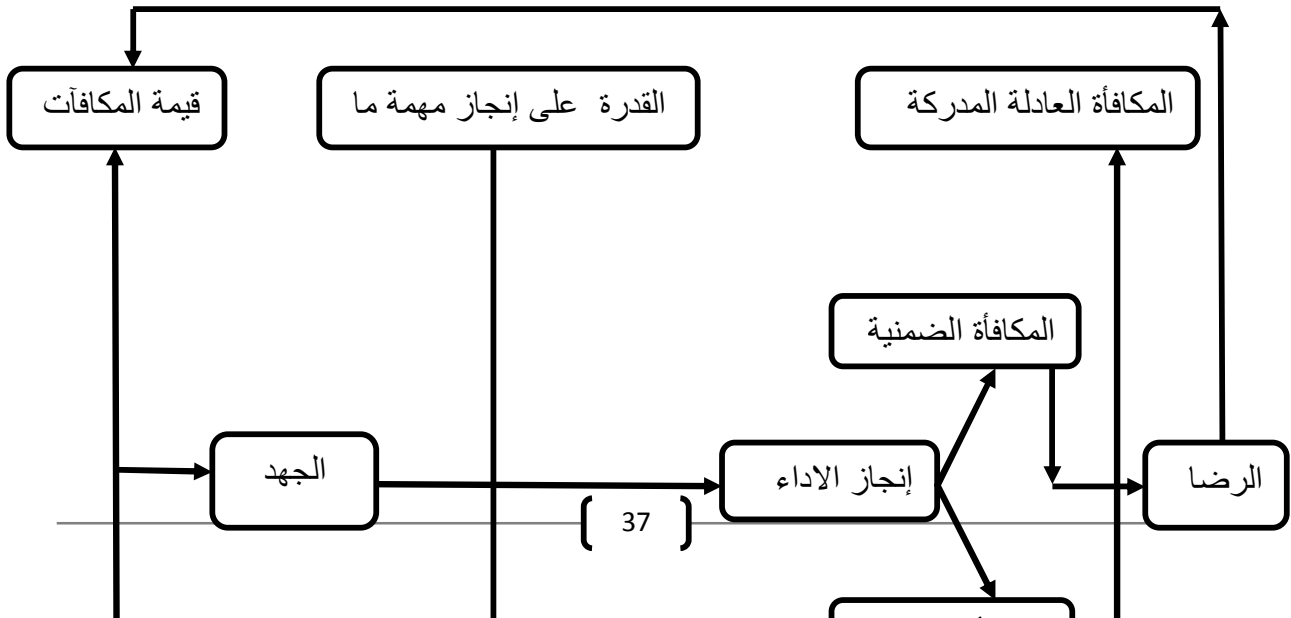 المكافأة العادلة المدركة
القدرة على إنجاز مهمة ما
قيمة المكافآت
المكافأة الضمنية
الرضا
إنجاز الاداء
الجهد
37